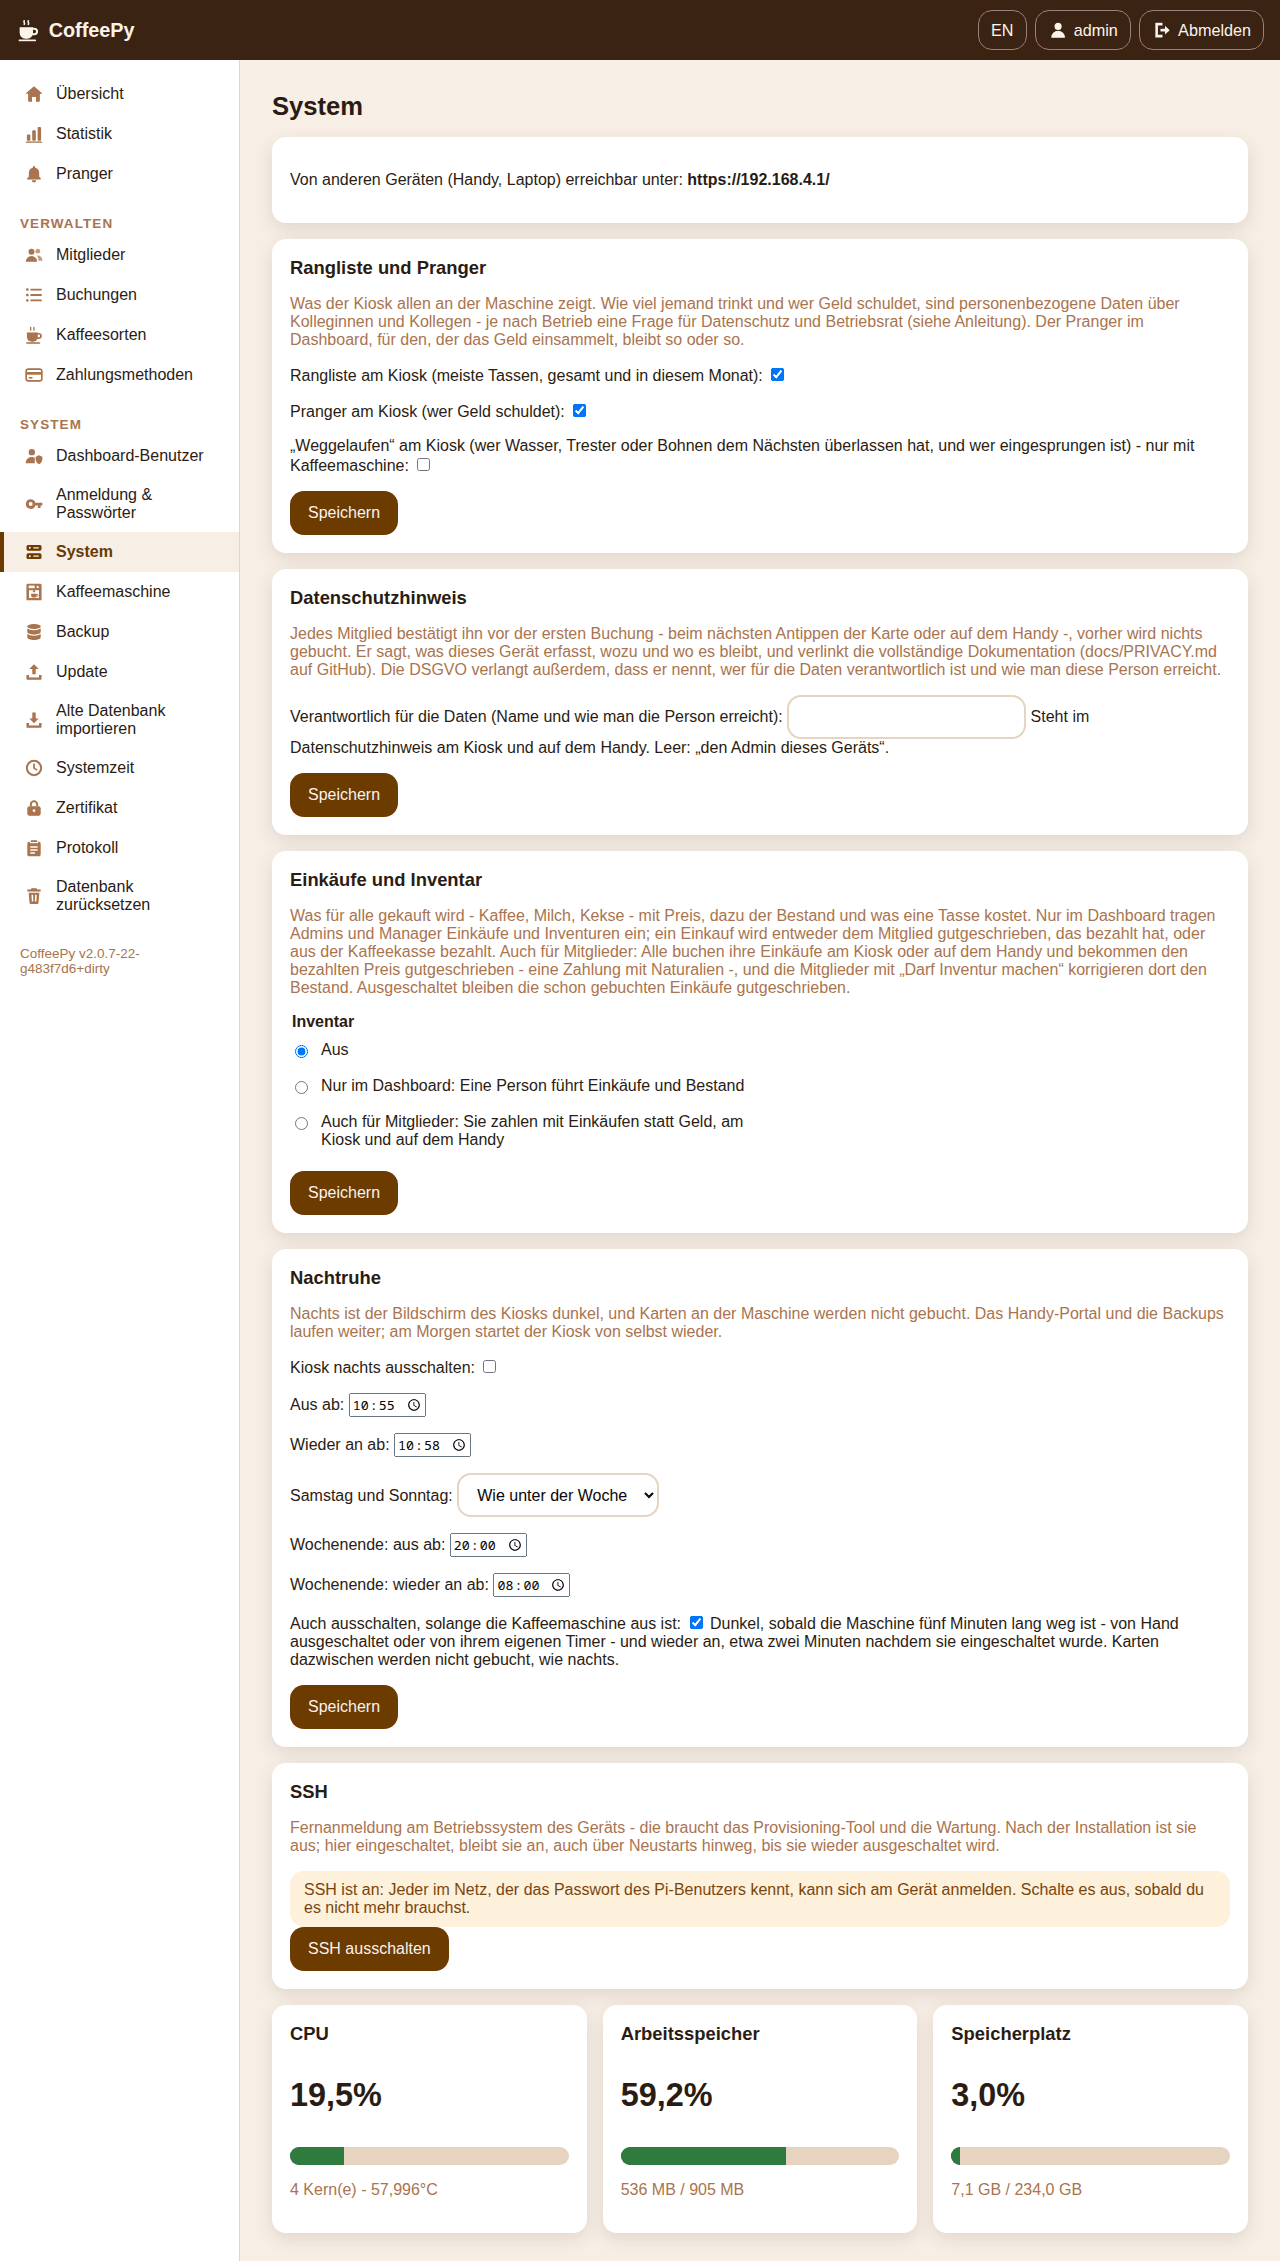 CoffeePy
EN
admin
Abmelden
Übersicht
Statistik
Pranger
VERWALTEN
Mitglieder
Buchungen
Kaffeesorten
Zahlungsmethoden
SYSTEM
Dashboard-Benutzer
Anmeldung &
Passwörter
System
Kaffeemaschine
Backup
Update
Alte Datenbank
importieren
Systemzeit
Zertifikat
Protokoll
Datenbank
zurücksetzen
CoffeePy v2.0.7-22-
g483f7d6+dirty
System
Von anderen Geräten (Handy, Laptop) erreichbar unter: https://192.168.4.1/
Rangliste und Pranger
Was der Kiosk allen an der Maschine zeigt. Wie viel jemand trinkt und wer Geld schuldet, sind personenbezogene Daten über
Kolleginnen und Kollegen - je nach Betrieb eine Frage für Datenschutz und Betriebsrat (siehe Anleitung). Der Pranger im
Dashboard, für den, der das Geld einsammelt, bleibt so oder so.
Rangliste am Kiosk (meiste Tassen, gesamt und in diesem Monat):
Pranger am Kiosk (wer Geld schuldet):
„Weggelaufen“ am Kiosk (wer Wasser, Trester oder Bohnen dem Nächsten überlassen hat, und wer eingesprungen ist) - nur mit
Kaffeemaschine:
Speichern
Datenschutzhinweis
Jedes Mitglied bestätigt ihn vor der ersten Buchung - beim nächsten Antippen der Karte oder auf dem Handy -, vorher wird nichts
gebucht. Er sagt, was dieses Gerät erfasst, wozu und wo es bleibt, und verlinkt die vollständige Dokumentation (docs/PRIVACY.md
auf GitHub). Die DSGVO verlangt außerdem, dass er nennt, wer für die Daten verantwortlich ist und wie man diese Person erreicht.
Verantwortlich für die Daten (Name und wie man die Person erreicht): Steht im
Datenschutzhinweis am Kiosk und auf dem Handy. Leer: „den Admin dieses Geräts“.
Speichern
Einkäufe und Inventar
Was für alle gekauft wird - Kaffee, Milch, Kekse - mit Preis, dazu der Bestand und was eine Tasse kostet. Nur im Dashboard tragen
Admins und Manager Einkäufe und Inventuren ein; ein Einkauf wird entweder dem Mitglied gutgeschrieben, das bezahlt hat, oder
aus der Kaffeekasse bezahlt. Auch für Mitglieder: Alle buchen ihre Einkäufe am Kiosk oder auf dem Handy und bekommen den
bezahlten Preis gutgeschrieben - eine Zahlung mit Naturalien -, und die Mitglieder mit „Darf Inventur machen“ korrigieren dort den
Bestand. Ausgeschaltet bleiben die schon gebuchten Einkäufe gutgeschrieben.
Inventar
Aus
Nur im Dashboard: Eine Person führt Einkäufe und Bestand
Auch für Mitglieder: Sie zahlen mit Einkäufen statt Geld, am
Kiosk und auf dem Handy
Speichern
Nachtruhe
Nachts ist der Bildschirm des Kiosks dunkel, und Karten an der Maschine werden nicht gebucht. Das Handy-Portal und die Backups
laufen weiter; am Morgen startet der Kiosk von selbst wieder.
Kiosk nachts ausschalten:
Aus ab: 10:55
Wieder an ab: 10:58
Samstag und Sonntag: Wie unter der Woche
Wochenende: aus ab: 20:00
Wochenende: wieder an ab: 08:00
Auch ausschalten, solange die Kaffeemaschine aus ist: Dunkel, sobald die Maschine fünf Minuten lang weg ist - von Hand
ausgeschaltet oder von ihrem eigenen Timer - und wieder an, etwa zwei Minuten nachdem sie eingeschaltet wurde. Karten
dazwischen werden nicht gebucht, wie nachts.
Speichern
SSH
Fernanmeldung am Betriebssystem des Geräts - die braucht das Provisioning-Tool und die Wartung. Nach der Installation ist sie
aus; hier eingeschaltet, bleibt sie an, auch über Neustarts hinweg, bis sie wieder ausgeschaltet wird.
SSH ist an: Jeder im Netz, der das Passwort des Pi-Benutzers kennt, kann sich am Gerät anmelden. Schalte es aus, sobald du
es nicht mehr brauchst.
SSH ausschalten
CPU
19,5%
4 Kern(e) - 57,996°C
Arbeitsspeicher
59,2%
536 MB / 905 MB
Speicherplatz
3,0%
7,1 GB / 234,0 GB